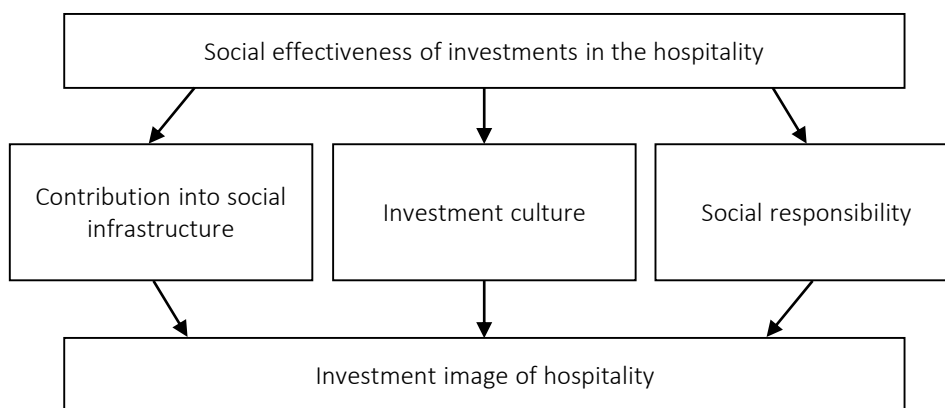 Social effectiveness of investments in the hospitality
Contribution into social
infrastructure
Investment culture
Social responsibility
Investment image of hospitality